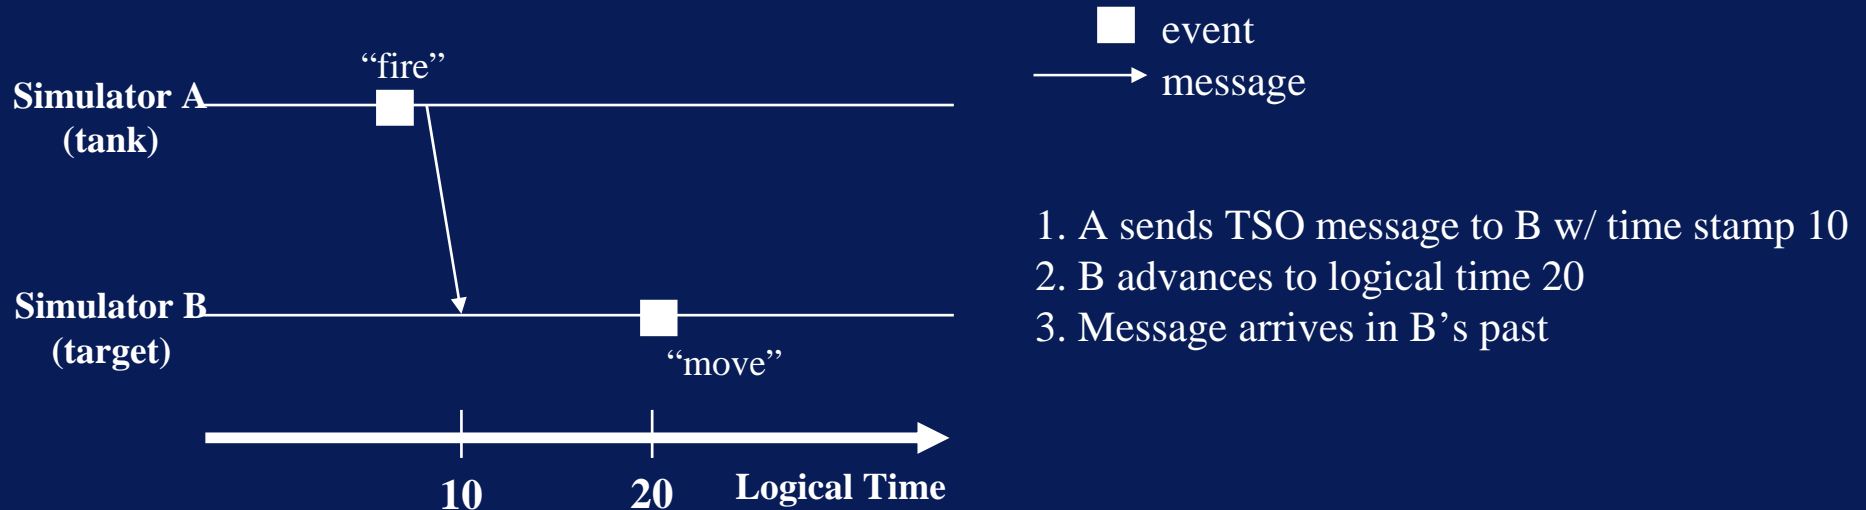 “fire”
Simulator A
(tank)
Simulator B
(target)
“move”
10
20
Logical Time
event
message
1. A sends TSO message to B w/ time stamp 10
2. B advances to logical time 20
3. Message arrives in B’s past